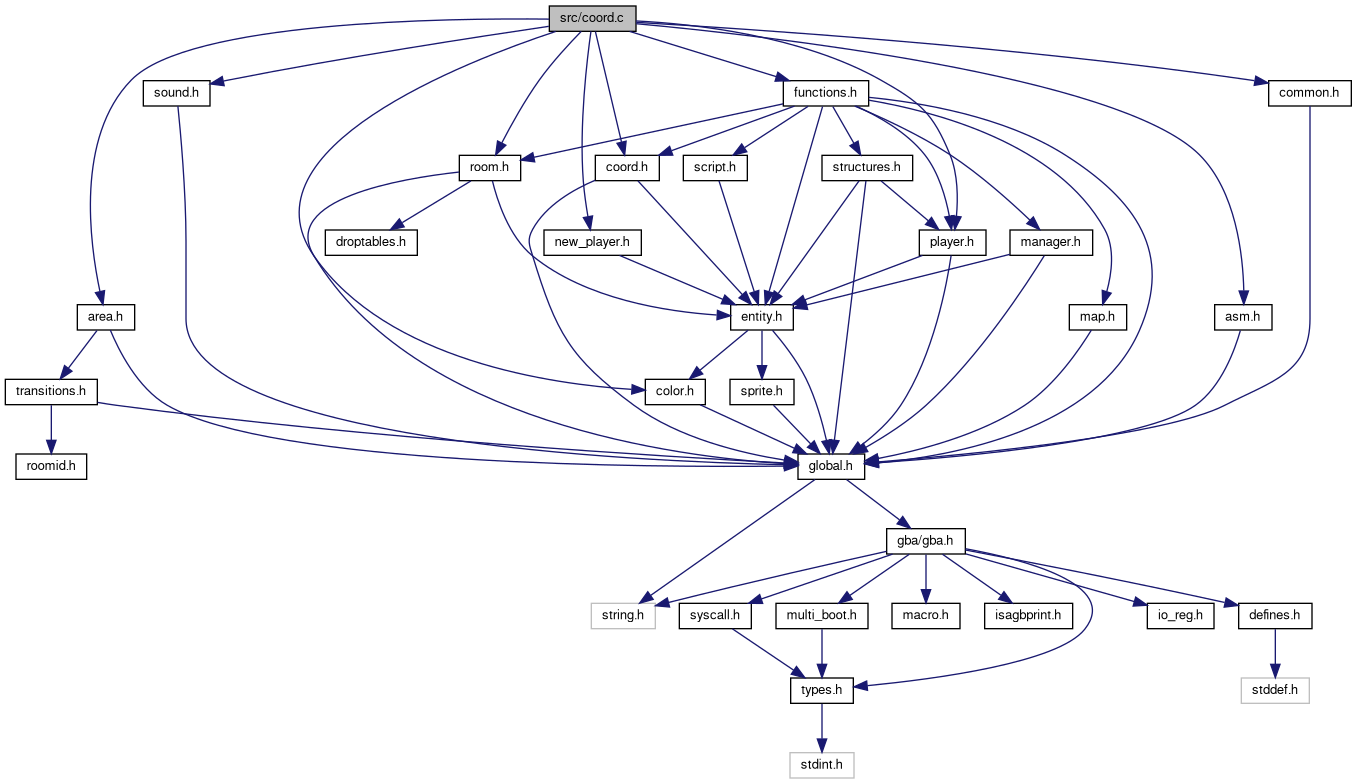 src/coord.c
sound.h
functions.h
common.h
room.h
coord.h
script.h
structures.h
droptables.h
new_player.h
player.h
manager.h
area.h
entity.h
map.h
asm.h
transitions.h
color.h
sprite.h
roomid.h
global.h
gba/gba.h
string.h
syscall.h
multi_boot.h
macro.h
isagbprint.h
io_reg.h
defines.h
types.h
stddef.h
stdint.h